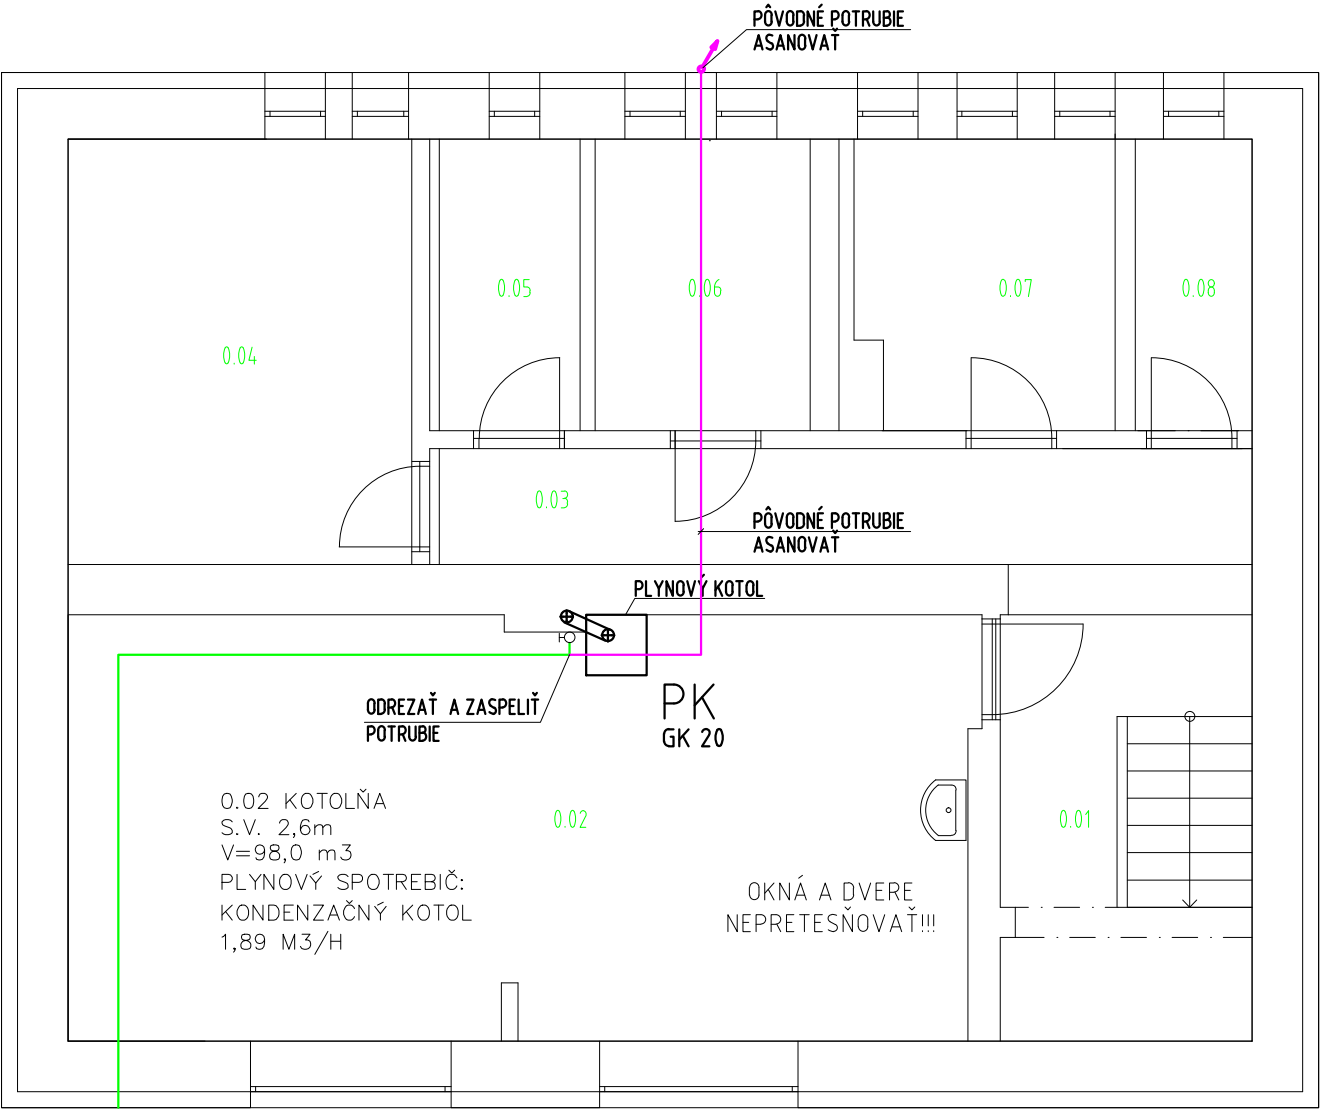 PÔVODNÉ POTRUBIE
ASANOVAŤ
0.05
0.06
0.07
0.08
0.04
0.03
PÔVODNÉ POTRUBIE
ASANOVAŤ
PLYNOVÝ KOTOL
ODREZAŤ A ZASPELIŤ
POTRUBIE
PK
GK 20
0.02 KOTOLŇA
S.V. 2,6m
V=98,0 m3
PLYNOVÝ SPOTREBIČ:
KONDENZAČNÝ KOTOL
1,89 M3/H
0.02
0.01
OKNÁ A DVERE
NEPRETESŇOVAŤ!!!